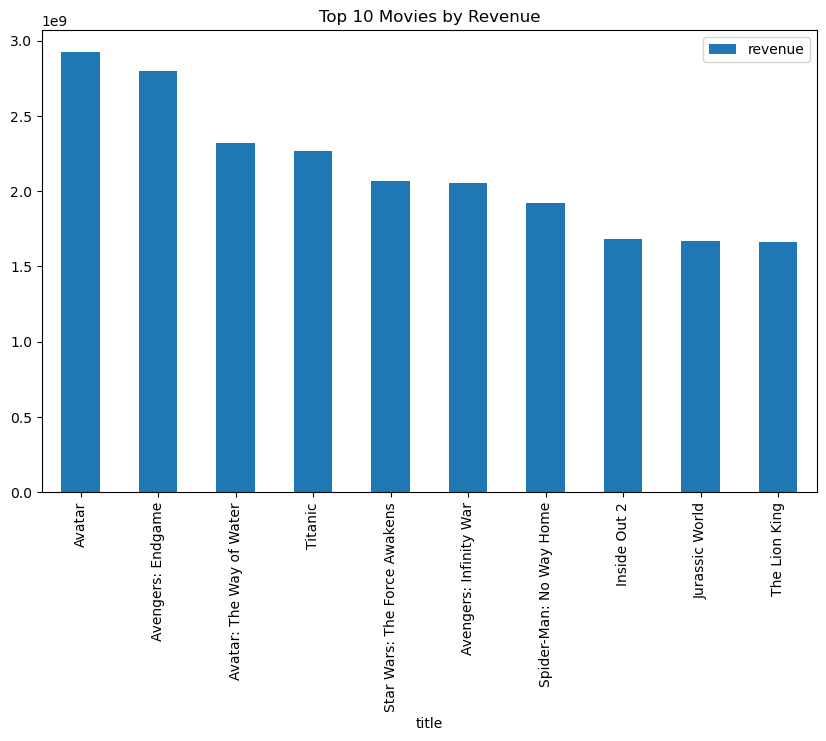 Top 10 Movies by Revenue
1e9
3.0
2.5
2.0
1.5
1.0
0.5
0.0
revenue
Avatar
Avengers: Endgame
Avatar: The Way of Water
Titanic
Star Wars: The Force Awakens
Avengers: Infinity War
Spider-Man: No Way Home
Inside Out 2
Jurassic World
The Lion King
title